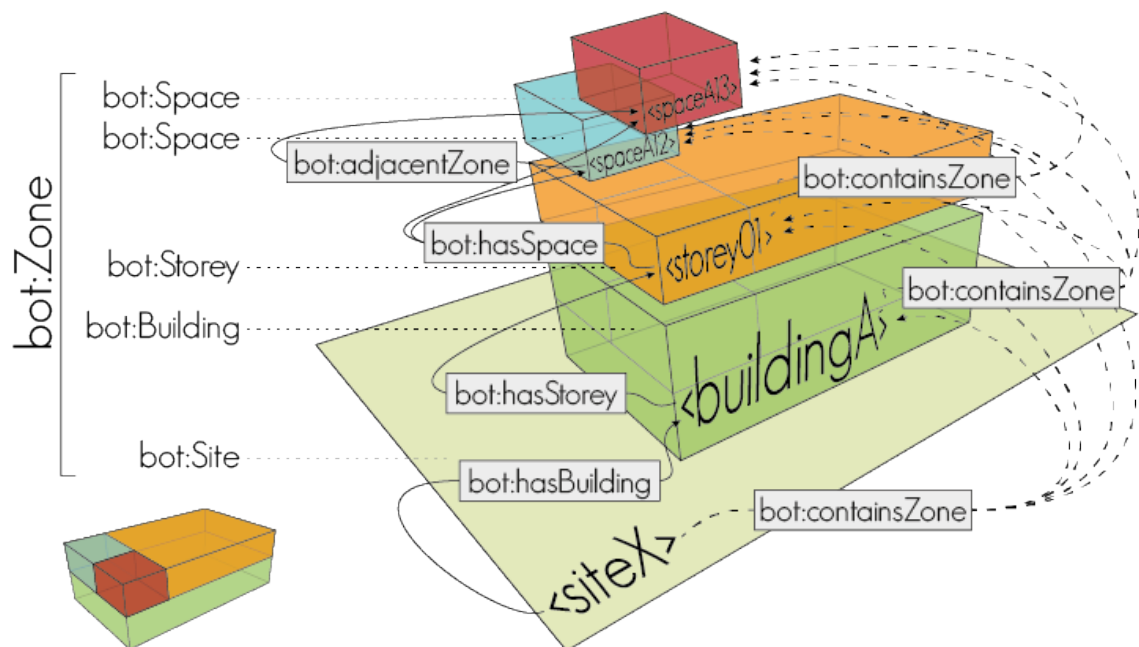 bot:Zone
bot:Space
bot:Space
bot:Storey
bot:Building
bot:Site
<spaceA13>
<spaceA12>
bot:adjacentZone
bot:containsZone
bot:hasSpace
<storey01>
bot:containsZone
<buildingA>
bot:hasStorey
bot:hasBuilding
bot:containsZone
<siteX>